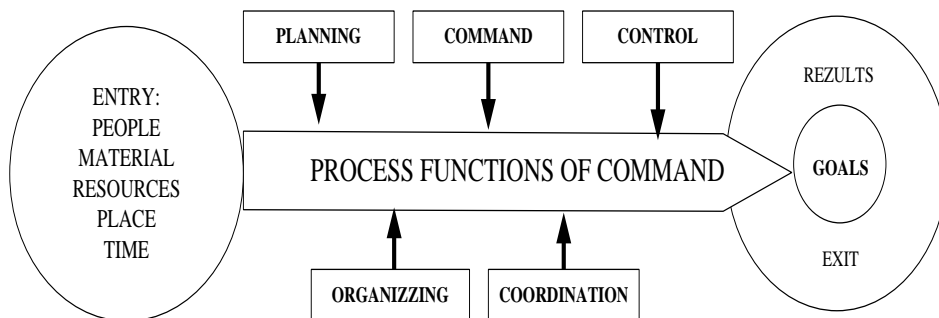 PLANNING
COMMAND
CONTROL
ENTRY:
PEOPLE
MATERIAL
RESOURCES
PLACE
TIME
PROCESS FUNCTIONS OF COMMAND
REZULTS
GOALS
EXIT
ORGANIZZING
COORDINATION